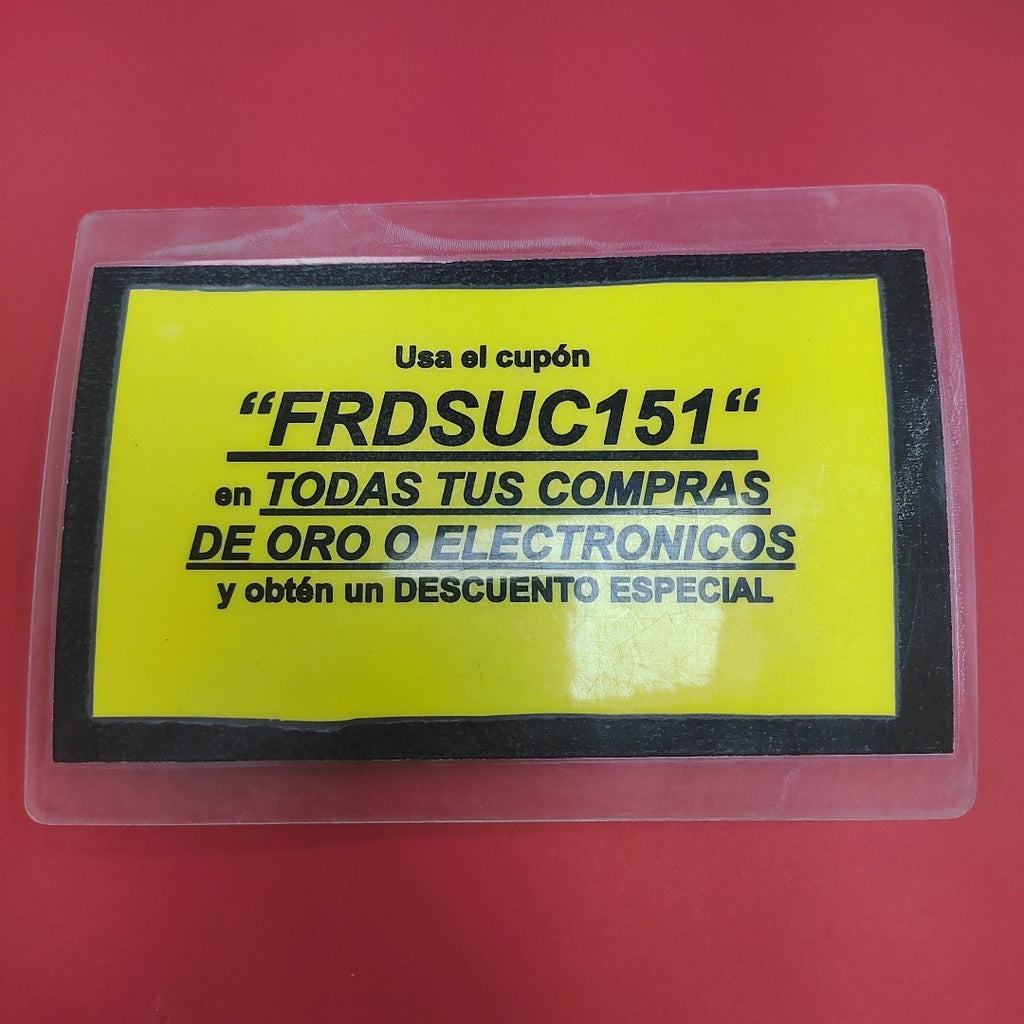 Usa el cupón
“FRDSUC151“
en TODAS TUS COMPRAS
DE ORO O ELECTRONICOS
y obtén un DESCUENTO ESPECIAL